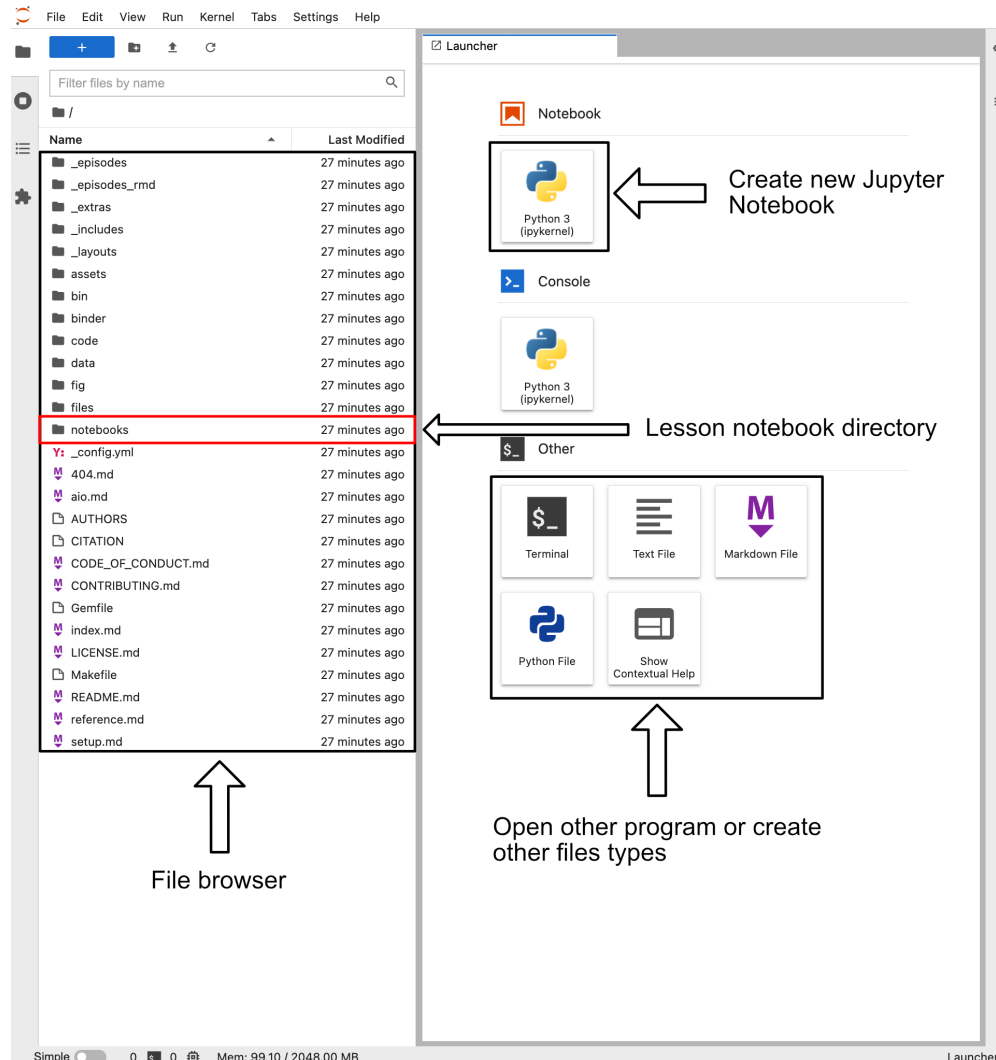 File Edit View Run Kernel Tabs Settings Help
+
Filter files by name
/
Name Last Modified
_episodes 27 minutes ago
_episodes_rmd 27 minutes ago
_extras 27 minutes ago
_includes 27 minutes ago
_layouts 27 minutes ago
assets 27 minutes ago
bin 27 minutes ago
binder 27 minutes ago
code 27 minutes ago
data 27 minutes ago
fig 27 minutes ago
files 27 minutes ago
notebooks 27 minutes ago
Y: _config.yml 27 minutes ago
M 404.md 27 minutes ago
M aio.md 27 minutes ago
AUTHORS 27 minutes ago
CITATION 27 minutes ago
M CODE_OF_CONDUCT.md 27 minutes ago
M CONTRIBUTING.md 27 minutes ago
Gemfile 27 minutes ago
M index.md 27 minutes ago
M LICENSE.md 27 minutes ago
Makefile 27 minutes ago
M README.md 27 minutes ago
M reference.md 27 minutes ago
M setup.md 27 minutes ago
File browser
Launcher
Notebook
Python 3
(ipykernel)
Create new Jupyter
Notebook
>_ Console
Python 3
(ipykernel)
Lesson notebook directory
$_ Other
$_
Terminal
Text File
M
Markdown File
Python File
Show
Contextual Help
Open other program or create
other files types
Simple 0 $_ 0 Mem: 99.10 / 2048.00 MB
Launcher